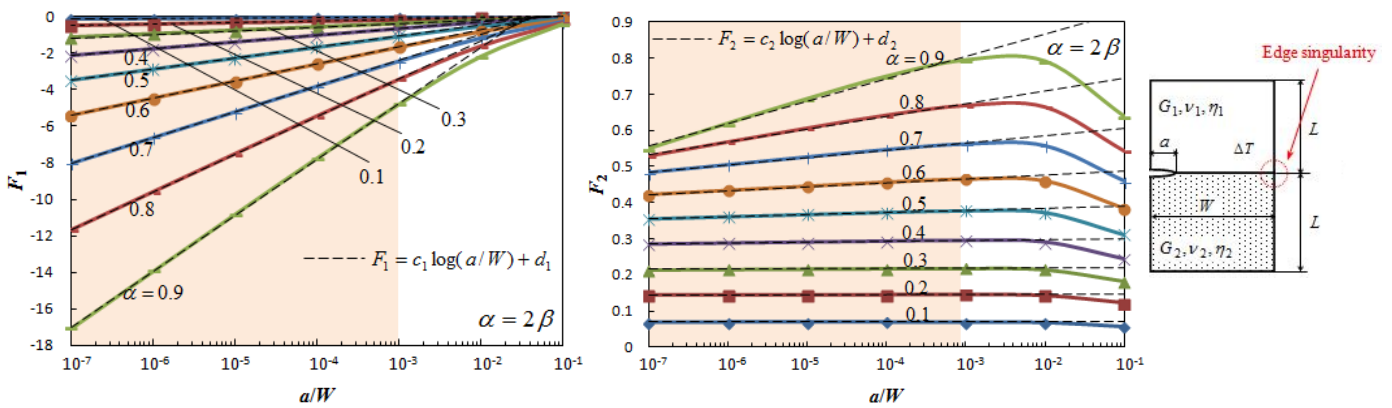 0
-2
-4
-6
-8
-10
-12
-14
-16
-18
F₁
0.4
0.5
0.6
0.7
0.8
α = 0.9
0.3
0.2
0.1
F₁ = c₁ log(a/W) + d₁
α = 2β
10⁻⁷ 10⁻⁶ 10⁻⁵ 10⁻⁴ 10⁻³ 10⁻² 10⁻¹
a/W
0.9
0.8
0.7
0.6
0.5
0.4
0.3
0.2
0.1
0
F₂
F₂ = c₂ log(a/W) + d₂
α = 2β
α = 0.9
0.8
0.7
0.6
0.5
0.4
0.3
0.2
0.1
10⁻⁷ 10⁻⁶ 10⁻⁵ 10⁻⁴ 10⁻³ 10⁻² 10⁻¹
a/W
Edge singularity
G₁, ν₁, η₁
L
a
ΔT
W
L
G₂, ν₂, η₂